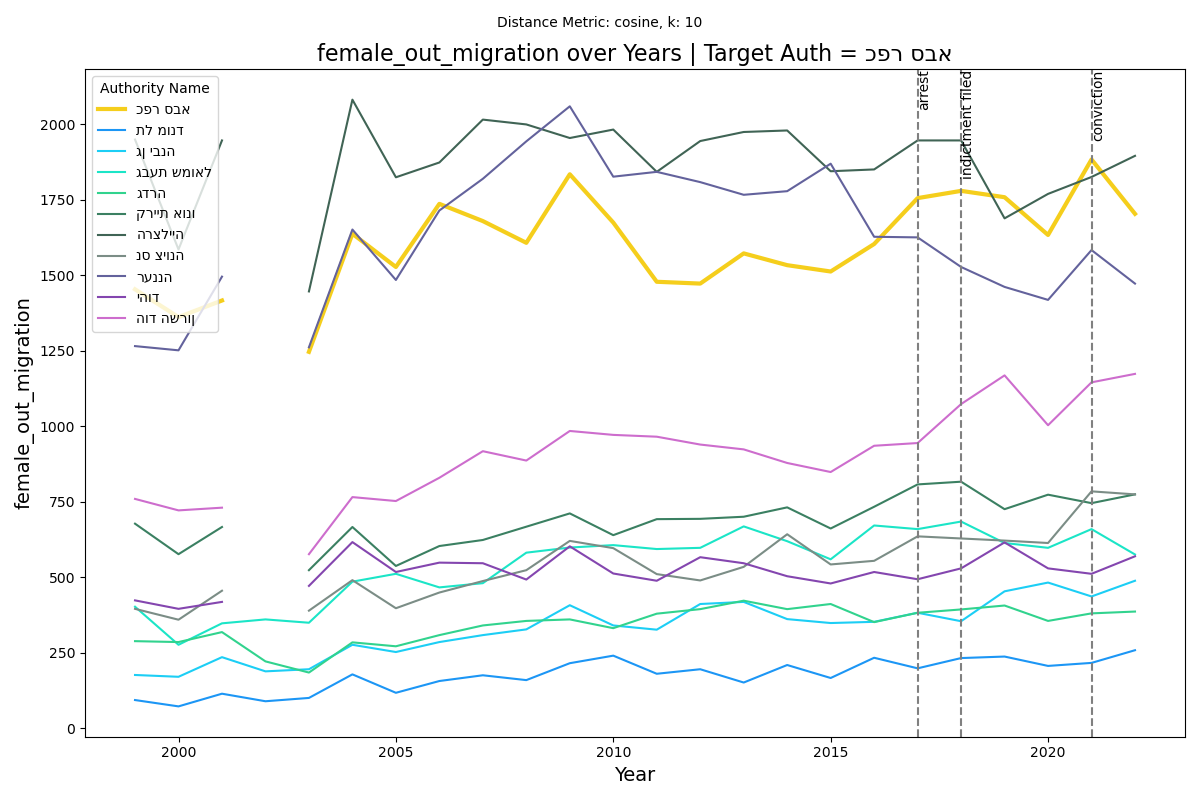 Distance Metric: cosine, k: 10
female_out_migration over Years | Target Auth = כפר סבא
Authority Name
כפר סבא
תל מונד
גן יבנה
גבעת שמואל
גדרה
קריית אונו
הרצלייה
נס ציונה
רעננה
יהוד
הוד השרון
arrest
indictment filed
conviction
female_out_migration
2000
1750
1500
1250
1000
750
500
250
0
2000
2005
2010
2015
2020
Year